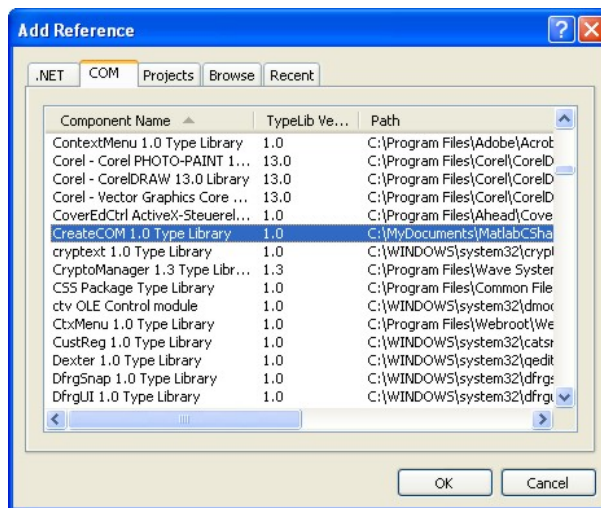 Add Reference
.NET COM Projects Browse Recent
Component Name TypeLib Ve... Path
ContextMenu 1.0 Type Library 1.0 C:\Program Files\Adobe\Acrob
Corel - Corel PHOTO-PAINT 1... 13.0 C:\Program Files\Corel\CorelD
Corel - CorelDRAW 13.0 Library 13.0 C:\Program Files\Corel\CorelD
Corel - Vector Graphics Core ... 13.0 C:\Program Files\Corel\CorelD
CoverEdCtrl ActiveX-Steuerel... 1.0 C:\Program Files\Ahead\Cove
CreateCOM 1.0 Type Library 1.0 C:\MyDocuments\MatlabCSha
cryptext 1.0 Type Library 1.0 C:\WINDOWS\system32\crypt
CryptoManager 1.3 Type Libr... 1.3 C:\Program Files\Wave System
CSS Package Type Library 1.0 C:\Program Files\Common File
ctv OLE Control module 1.0 C:\WINDOWS\system32\dmoc
CtxMenu 1.0 Type Library 1.0 C:\Program Files\Webroot\We
CustReg 1.0 Type Library 1.0 C:\WINDOWS\system32\catsr
Dexter 1.0 Type Library 1.0 C:\WINDOWS\system32\qedit
DfrgSnap 1.0 Type Library 1.0 C:\WINDOWS\system32\dfrgs
DfrgUI 1.0 Type Library 1.0 C:\WINDOWS\system32\dfrgu
OK Cancel